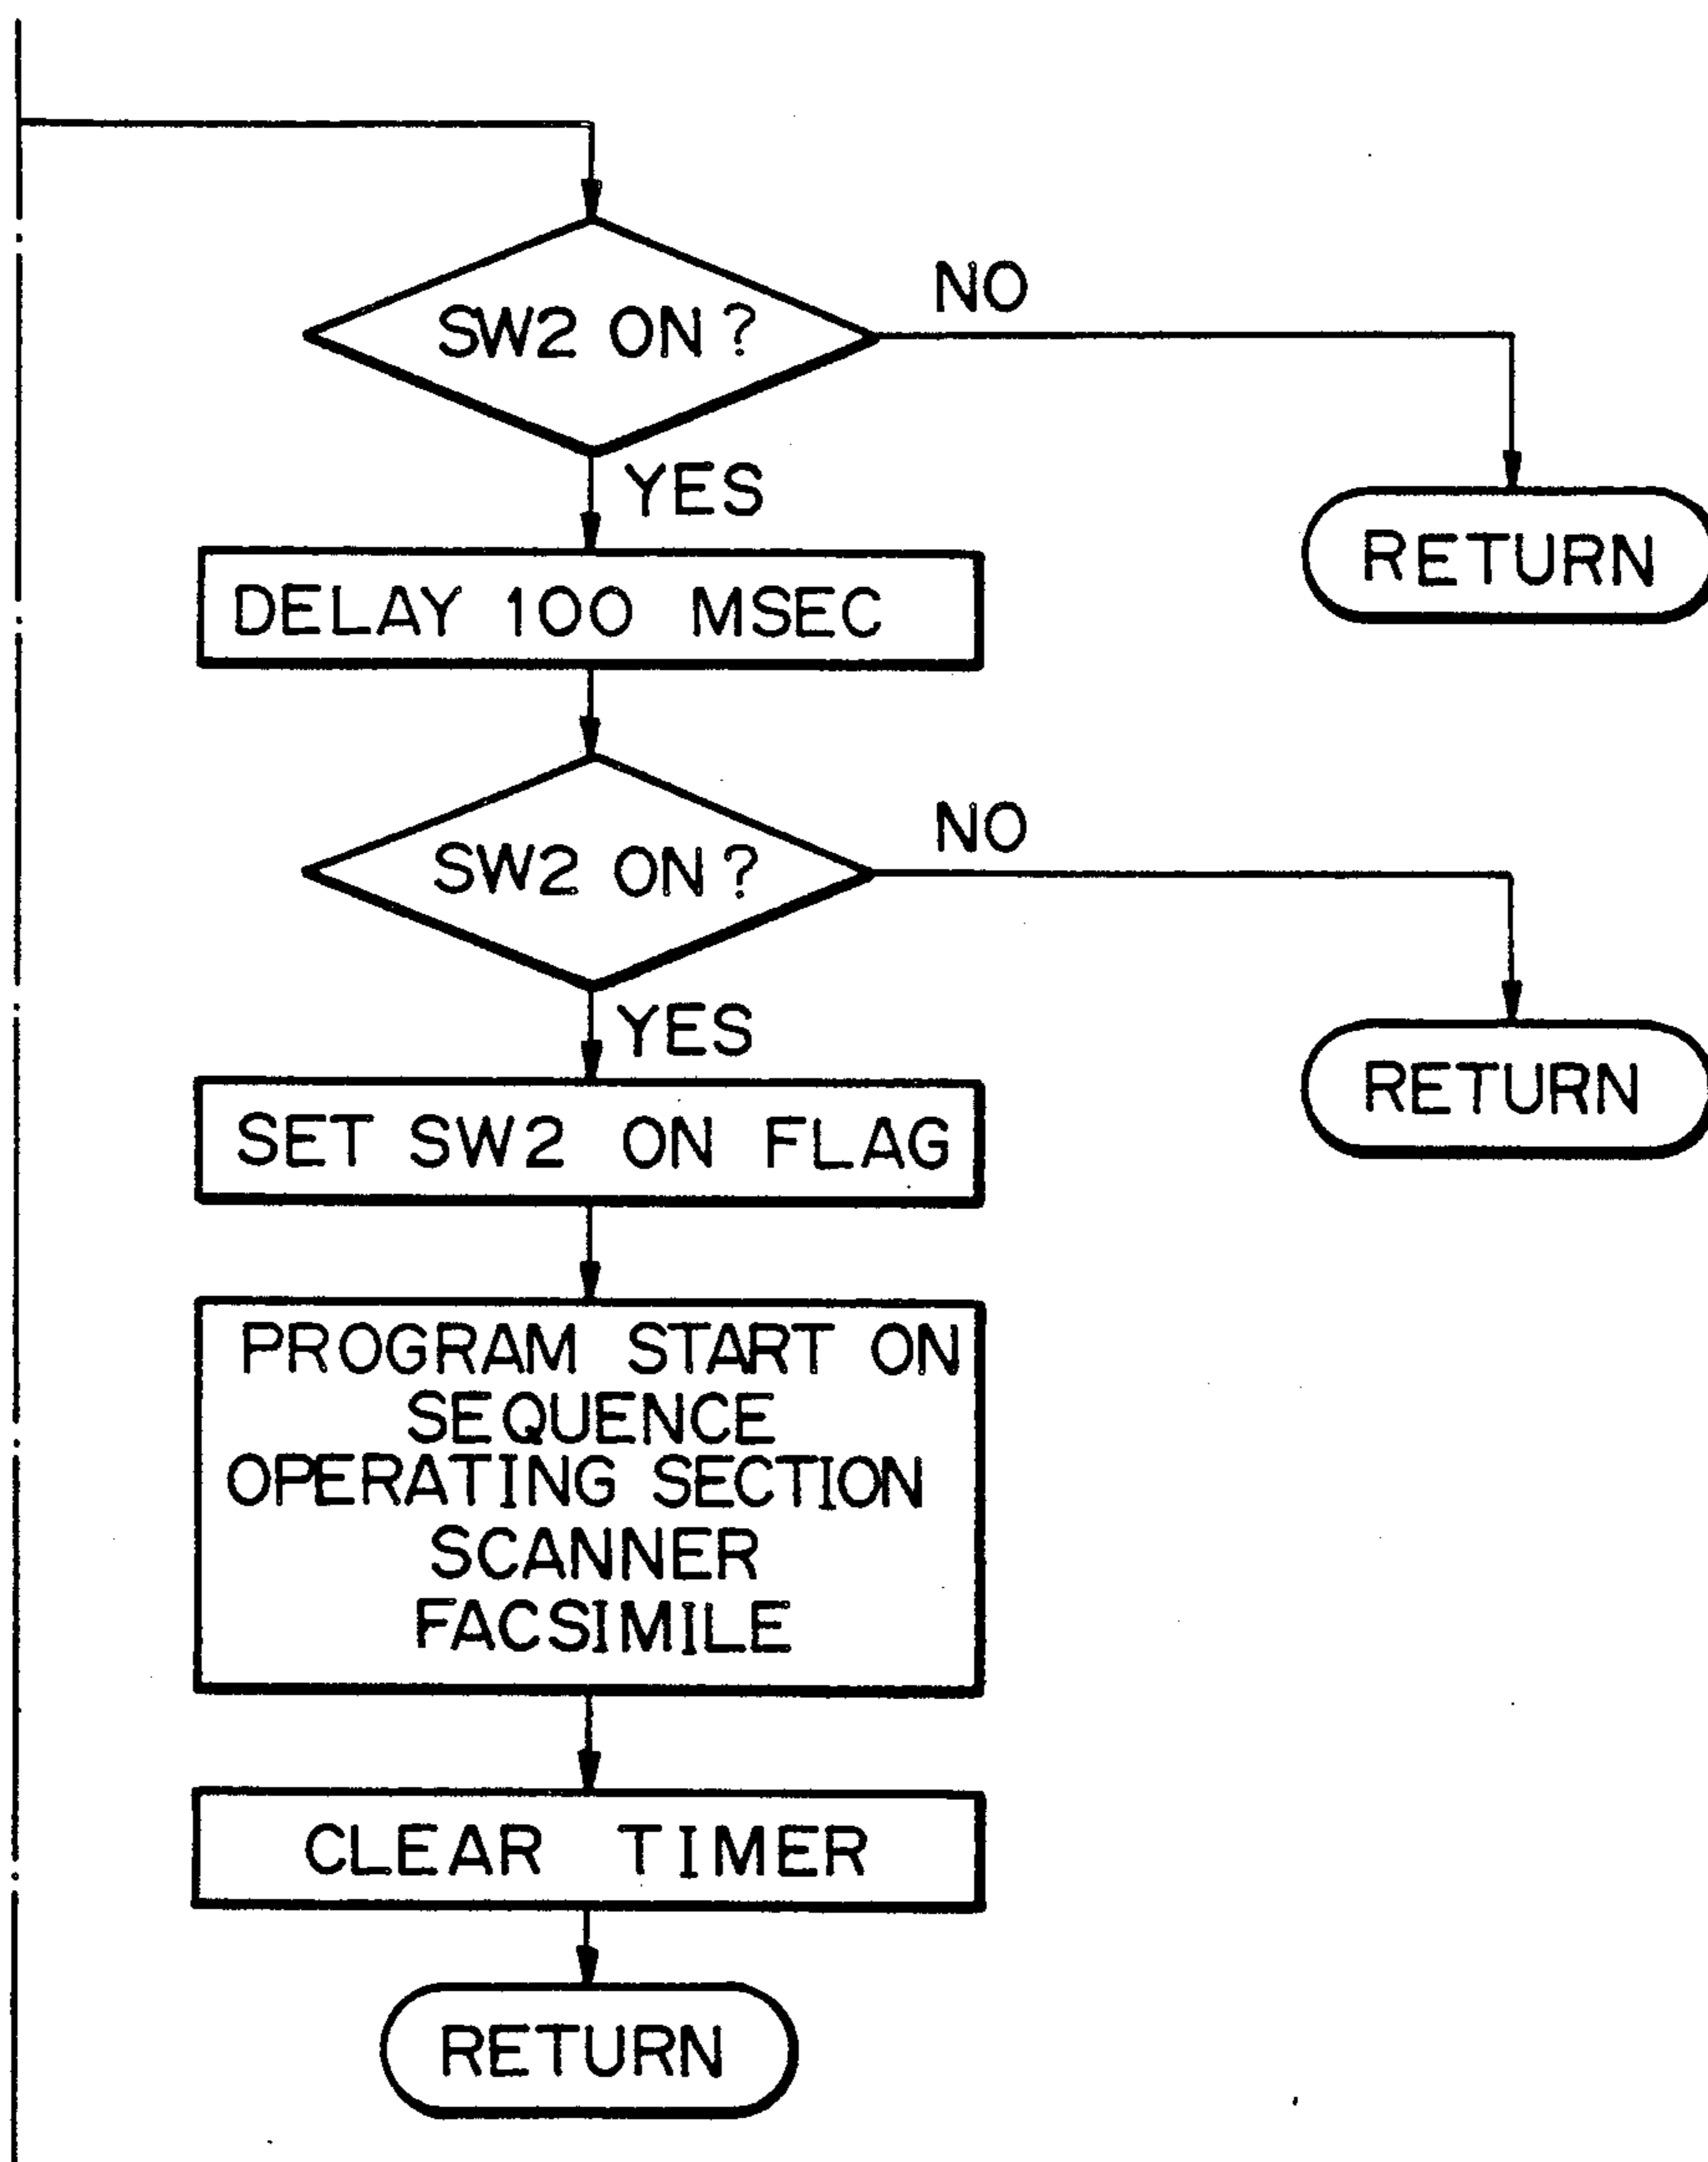 SW2 ON?
NO
YES
RETURN
DELAY 100 MSEC
SW2 ON?
NO
YES
RETURN
SET SW2 ON FLAG
PROGRAM START ON
SEQUENCE
OPERATING SECTION
SCANNER
FACSIMILE
CLEAR TIMER
RETURN